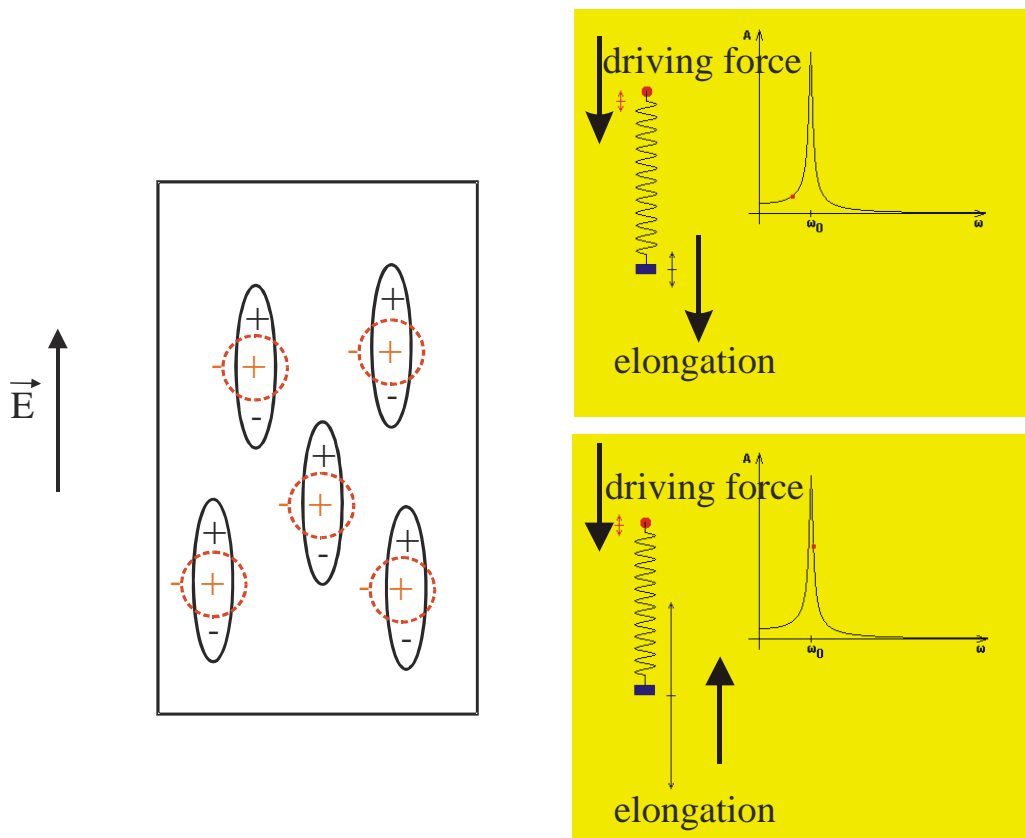 E
+
+
- +
- +
-
-
+
- +
-
+
+
- +
- +
-
-
A
driving force
ω0
ω
elongation
A
driving force
ω0
ω
elongation